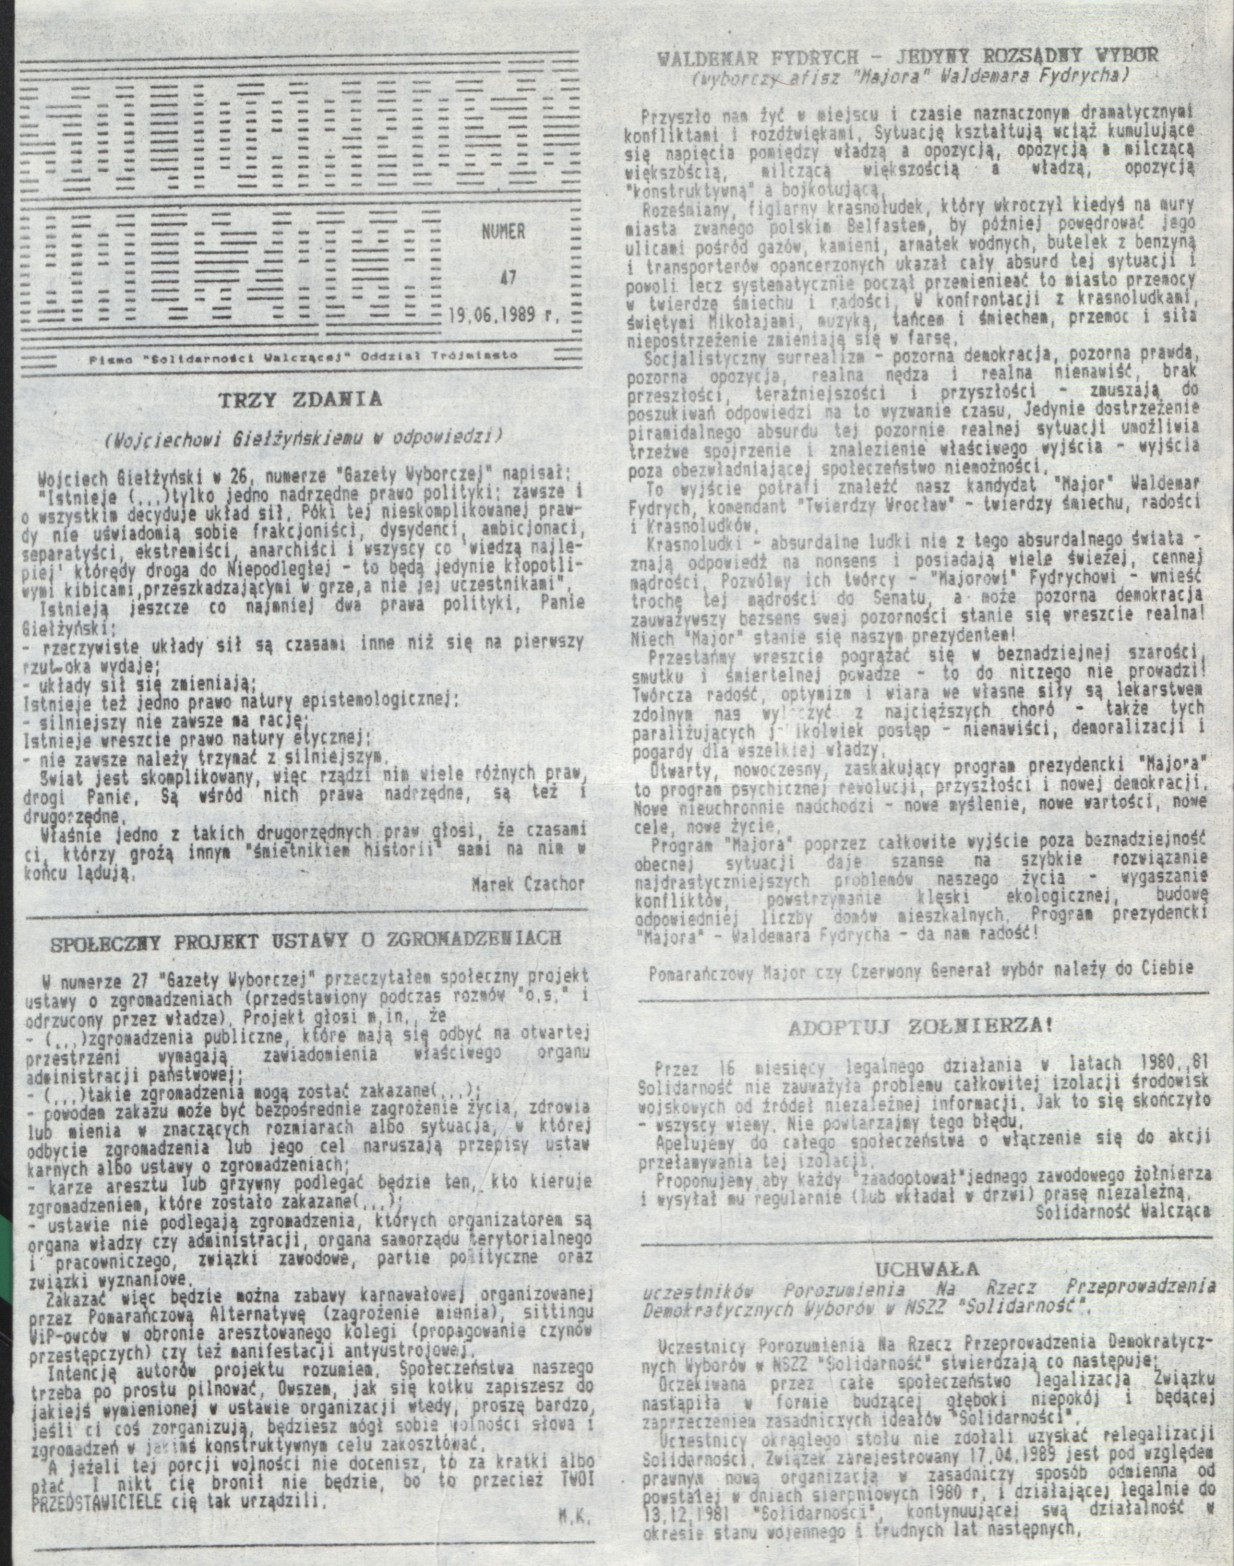 SOLIDARNOŚĆ
WALCZĄCA
NUMER
47
19.06.1989 r.
Pismo "Solidarności Walczącej" Oddział Trójmiasto
TRZY ZDANIA
(Wojciechowi Giełżyńskiemu w odpowiedzi)
Wojciech Giełżyński w 26. numerze "Gazety Wyborczej" napisał:
"Istnieje (...)tylko jedno nadrzędne prawo polityki: zawsze i
o wszystkim decyduje układ sił. Póki tej nieskomplikowanej praw-
dy nie uświadomią sobie frakcjoniści, dysydenci, ambicjonaci,
separatyści, ekstremiści, anarchiści i wszyscy co 'wiedzą najle-
piej' którędy droga do Niepodległej - to będą jedynie kłopotli-
wymi kibicami,przeszkadzającymi w grze,a nie jej uczestnikami".
Istnieją jeszcze co najmniej dwa prawa polityki, Panie
Giełżyński:
- rzeczywiste układy sił są czasami inne niż się na pierwszy
rzut-oka wydaje;
- układy sił się zmieniają;
Istnieje też jedno prawo natury epistemologicznej:
- silniejszy nie zawsze ma rację;
Istnieje wreszcie prawo natury etycznej:
- nie zawsze należy trzymać z silniejszym.
Świat jest skomplikowany, więc rządzi nim wiele różnych praw,
drogi Panie. Są wśród nich prawa nadrzędne, są też i
drugorzędne.
Właśnie jedno z takich drugorzędnych praw głosi, że czasami
ci, którzy grożą innym "śmietnikiem historii" sami na nim w
końcu lądują.
Marek Czachor
SPOŁECZNY PROJEKT USTAWY O ZGROMADZENIACH
W numerze 27 "Gazety Wyborczej" przeczytałem społeczny projekt
ustawy o zgromadzeniach (przedstawiony podczas rozmów "o.s." i
odrzucony przez władze). Projekt głosi m.in., że
- (...)zgromadzenia publiczne, które mają się odbyć na otwartej
przestrzeni wymagają zawiadomienia właściwego organu
administracji państwowej;
- (...)takie zgromadzenia mogą zostać zakazane(...);
- powodem zakazu może być bezpośrednie zagrożenie życia, zdrowia
lub mienia w znaczących rozmiarach albo sytuacja, w której
odbycie zgromadzenia lub jego cel naruszają przepisy ustaw
karnych albo ustawy o zgromadzeniach;
- karze aresztu lub grzywny podlegać będzie ten, kto kieruje
zgromadzeniem, które zostało zakazane(...);
- ustawie nie podlegają zgromadzenia, których organizatorem są
organa władzy czy administracji, organa samorządu terytorialnego
i pracowniczego, związki zawodowe, partie polityczne oraz
związki wyznaniowe.
Zakazać więc będzie można zabawy karnawałowej organizowanej
przez Pomarańczową Alternatywę (zagrożenie mienia), sittingu
WiP-owców w obronie aresztowanego kolegi (propagowanie czynów
przestępczych) czy też manifestacji antyustrojowej.
Intencję autorów projektu rozumiem. Społeczeństwa naszego
trzeba po prostu pilnować. Owszem, jak się kotku zapiszesz do
jakiejś wymienionej w ustawie organizacji wtedy, proszę bardzo,
jeśli ci coś zorganizują, będziesz mógł sobie wolności słowa i
zgromadzeń w jakimś konstruktywnym celu zakosztować.
A jeżeli tej porcji wolności nie docenisz, to za kratki albo
płać. I nikt cię bronił nie będzie, bo to przecież TWOI
PRZEDSTAWICIELE cię tak urządzili.
M.K.
WALDEMAR FYDRYCH - JEDYNY ROZSĄDNY WYBÓR
(wyborczy afisz "Majora" Waldemara Fydrycha)
Przyszło nam żyć w miejscu i czasie naznaczonym dramatycznymi
konfliktami i rozdźwiękami. Sytuację kształtują wciąż kumulujące
się napięcia pomiędzy władzą a opozycją, opozycją a milczącą
większością, milczącą większością a władzą, opozycją
"konstruktywną" a bojkotującą.
Roześmiany, figlarny krasnoludek, który wkroczył kiedyś na mury
miasta zwanego polskim Belfastem, by później powędrować jego
ulicami pośród gazów, kamieni, armatek wodnych, butelek z benzyną
i transporterów opancerzonych ukazał cały absurd tej sytuacji i
powoli lecz systematycznie począł przemienieać to miasto przemocy
w twierdzę śmiechu i radości. W konfrontacji z krasnoludkami,
świętymi Mikołajami, muzyką, tańcem i śmiechem, przemoc i siła
niepostrzeżenie zmieniają się w farsę.
Socjalistyczny surrealizm - pozorna demokracja, pozorna prawda,
pozorna opozycja, realna nędza i realna nienawiść, brak
przeszłości, teraźniejszości i przyszłości - zmuszają do
poszukiwań odpowiedzi na to wyzwanie czasu. Jedynie dostrzeżenie
piramidalnego absurdu tej pozornie realnej sytuacji umożliwia
trzeźwe spojrzenie i znalezienie właściwego wyjścia - wyjścia
poza obezwładniającej społeczeństwo niemożności.
To wyjście potrafi znaleźć nasz kandydat "Major" Waldemar
Fydrych, komendant "Twierdzy Wrocław" - twierdzy śmiechu, radości
i Krasnoludków.
Krasnoludki - absurdalne ludki nie z tego absurdalnego świata -
znają odpowiedź na nonsens i posiadają wiele świeżej, cennej
mądrości. Pozwólmy ich twórcy - "Majorowi" Fydrychowi - wnieść
trochę tej mądrości do Senatu, a może pozorna demokracja
zauważywszy bezsens swej pozorności stanie się wreszcie realna!
Niech "Major" stanie się naszym prezydentem!
Przestańmy wreszcie pogrążać się w beznadziejnej szarości,
smutku i śmiertelnej powadze - to do niczego nie prowadzi!
Twórcza radość, optymizm i wiara we własne siły są lekarstwem
zdolnym nas wyl czyć z najcięższych choró - także tych
paraliżujących j ikolwiek postęp - nienawiści, demoralizacji i
pogardy dla wszelkiej władzy.
Otwarty, nowoczesny, zaskakujący program prezydencki "Majora"
to program psychicznej rewolucji, przyszłości i nowej demokracji.
Nowe nieuchronnie nadchodzi - nowe myślenie, nowe wartości, nowe
cele, nowe życie.
Program "Majora" poprzez całkowite wyjście poza beznadziejność
obecnej sytuacji daje szanse na szybkie rozwiązanie
najdrastyczniejszych problemów naszego życia - wygaszanie
konfliktów, powstrzymanie klęski ekologicznej, budowę
odpowiedniej liczby domów mieszkalnych. Program prezydencki
"Majora" - Waldemara Fydrycha - da nam radość!
Pomarańczowy Major czy Czerwony Generał wybór należy do Ciebie
ADOPTUJ ŻOŁNIERZA!
Przez 16 miesięcy legalnego działania w latach 1980..81
Solidarność nie zauważyła problemu całkowitej izolacji środowisk
wojskowych od źródeł niezależnej informacji. Jak to się skończyło
- wszyscy wiemy. Nie powtarzajmy tego błędu.
Apelujemy do całego społeczeństwa o włączenie się do akcji
przełamywania tej izolacji.
Proponujemy aby każdy "zaadoptował"jednego zawodowego żołnierza
i wysyłał mu regularnie (lub wkładał w drzwi) prasę niezależną.
Solidarność Walcząca
UCHWAŁA
uczestników Porozumienia Na Rzecz Przeprowadzenia
Demokratycznych Wyborów w NSZZ "Solidarność".
Uczestnicy Porozumienia Na Rzecz Przeprowadzenia Demokratycz-
nych Wyborów w NSZZ "Solidarność" stwierdzają co następuje:
Oczekiwana przez całe społeczeństwo legalizacja Związku
nastąpiła w formie budzącej głęboki niepokój i będącej
zaprzeczeniem zasadniczych ideałów "Solidarności".
Uczestnicy okrągłego stołu nie zdołali uzyskać relegalizacji
Solidarności. Związek zarejestrowany 17.04.1989 jest pod względem
prawnym nową organizacją w zasadniczy sposób odmienną od
powstałej w dniach sierpniowych 1980 r. i działającej legalnie do
13.12.1981 "Solidarności", kontynuującej swą działalność w
okresie stanu wojennego i trudnych lat następnych.